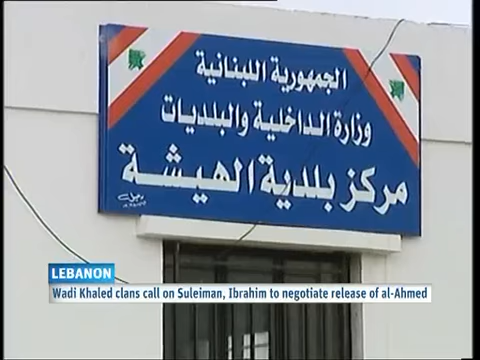 الجمهورية اللبنانية
وزارة الداخلية والبلديات
مركز بلدية الهيشة
LEBANON
Wadi Khaled clans call on Suleiman, Ibrahim to negotiate release of al-Ahmed